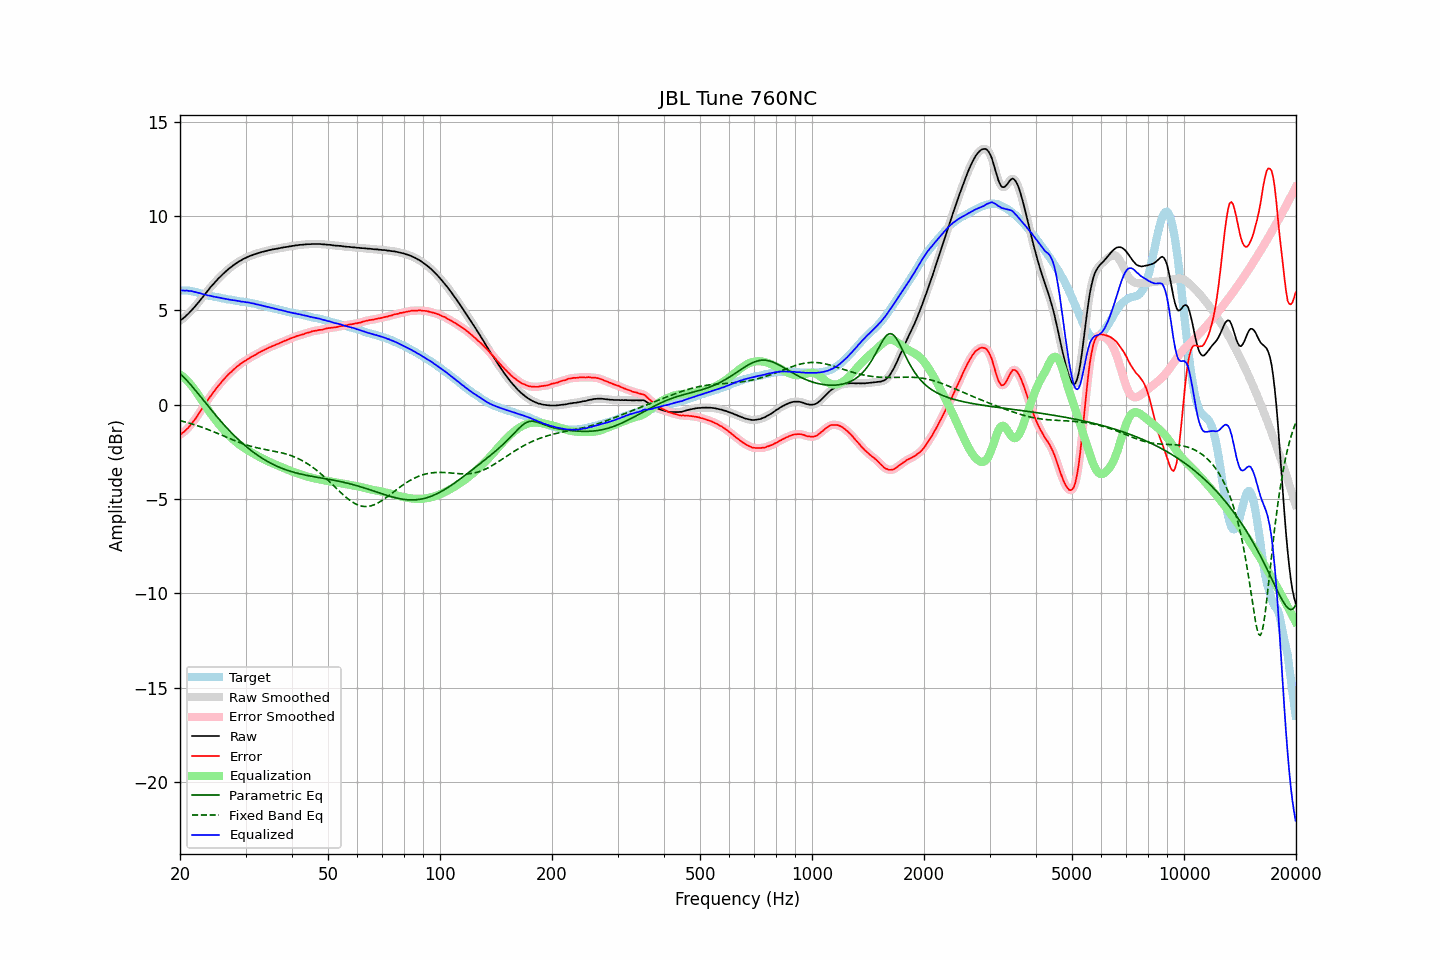 JBL Tune 760NC
15
10
5
0
−5
−10
−15
−20
Amplitude (dBr)
Target
Raw Smoothed
Error Smoothed
Raw
Error
Equalization
Parametric Eq
Fixed Band Eq
Equalized
20 50 100 200 500 1000 2000 5000 10000 20000
Frequency (Hz)